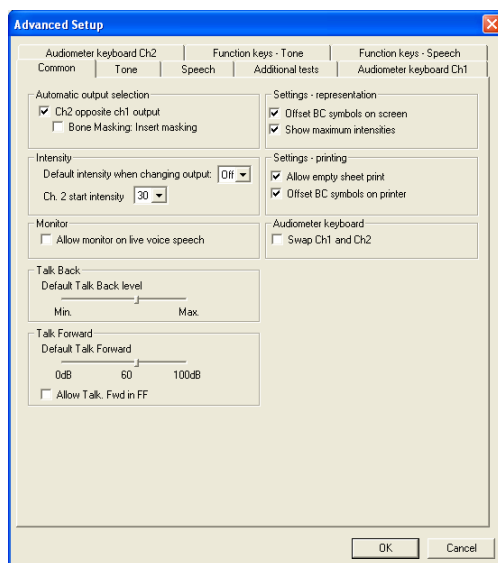 Advanced Setup
Audiometer keyboard Ch2
Function keys - Tone
Function keys - Speech
Common
Tone
Speech
Additional tests
Audiometer keyboard Ch1
Automatic output selection
Ch2 opposite ch1 output
Bone Masking: Insert masking
Intensity
Default intensity when changing output: Off
Ch. 2 start intensity 30
Monitor
Allow monitor on live voice speech
Talk Back
Default Talk Back level
Min. Max.
Talk Forward
Default Talk Forward
0dB 60 100dB
Allow Talk. Fwd in FF
Settings - representation
Offset BC symbols on screen
Show maximum intensities
Settings - printing
Allow empty sheet print
Offset BC symbols on printer
Audiometer keyboard
Swap Ch1 and Ch2
OK
Cancel